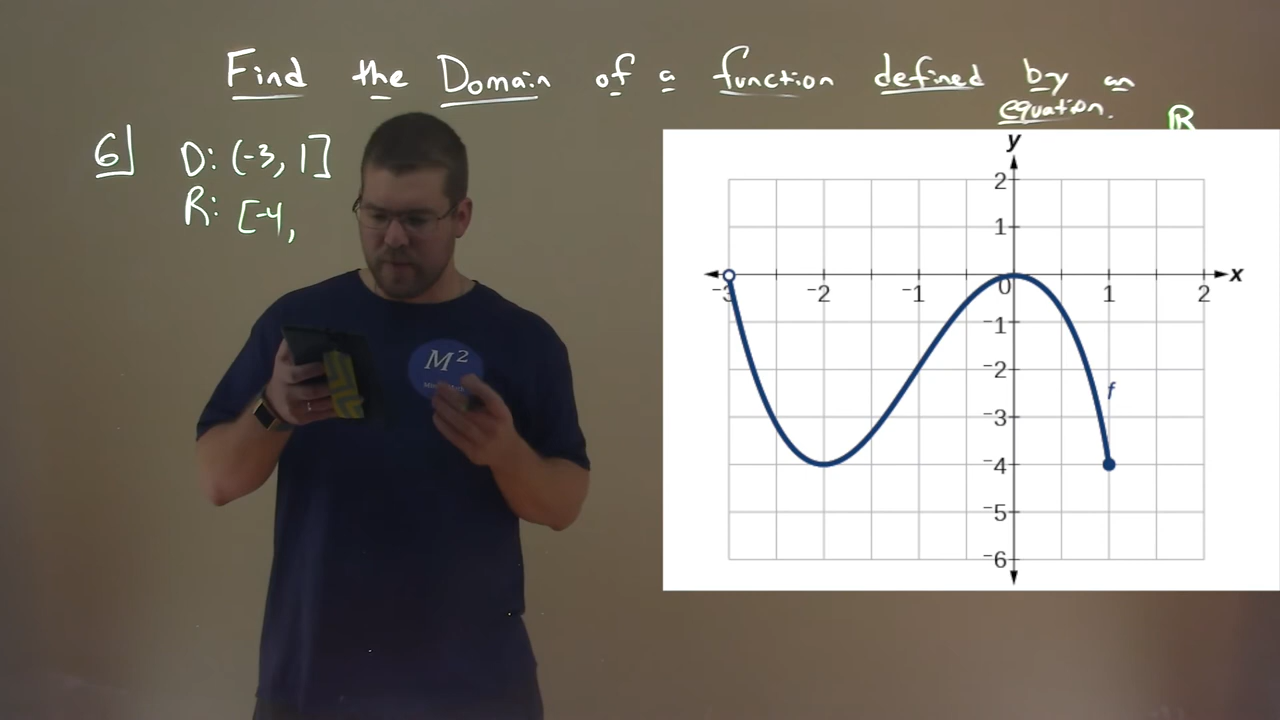 Find the Domain of a function defined by an
equation.
R
6] D: (-3, 1]
R: [-4,
M²
y
2
1
x
-3 -2 -1 0 1 2
-1
-2
f
-3
-4
-5
-6